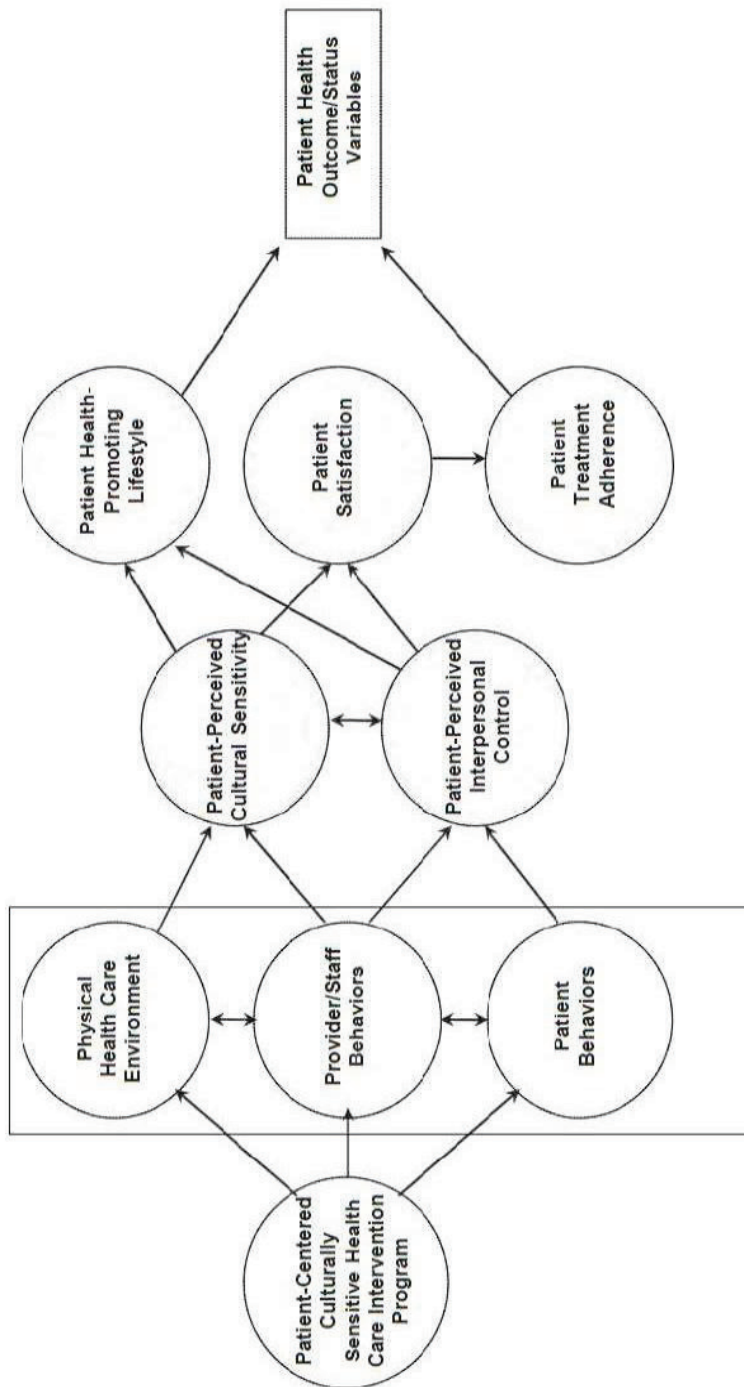 Patient-Centered
Culturally
Sensitive Health
Care Intervention
Program
Physical
Health Care
Environment
Provider/Staff
Behaviors
Patient
Behaviors
Patient-Perceived
Cultural Sensitivity
Patient-Perceived
Interpersonal
Control
Patient Health-
Promoting
Lifestyle
Patient
Satisfaction
Patient
Treatment
Adherence
Patient Health
Outcome/Status
Variables